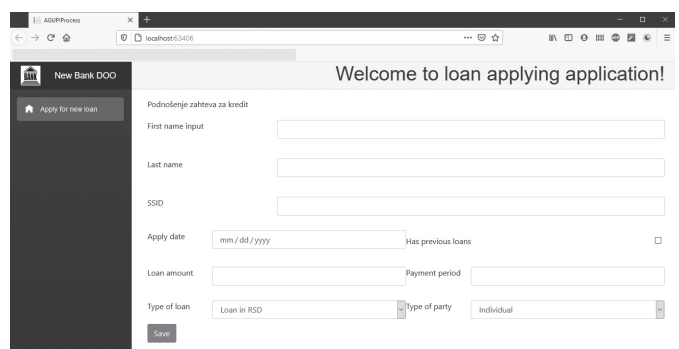 AGUPIProcess
localhost:63406
BANK
New Bank DOO
Welcome to loan applying application!
Apply for new loan
Podnošenje zahteva za kredit
First name input
Last name
SSID
Apply date
mm / dd / yyyy
Has previous loans
Loan amount
Payment period
Type of loan
Loan in RSD
Type of party
Individual
Save